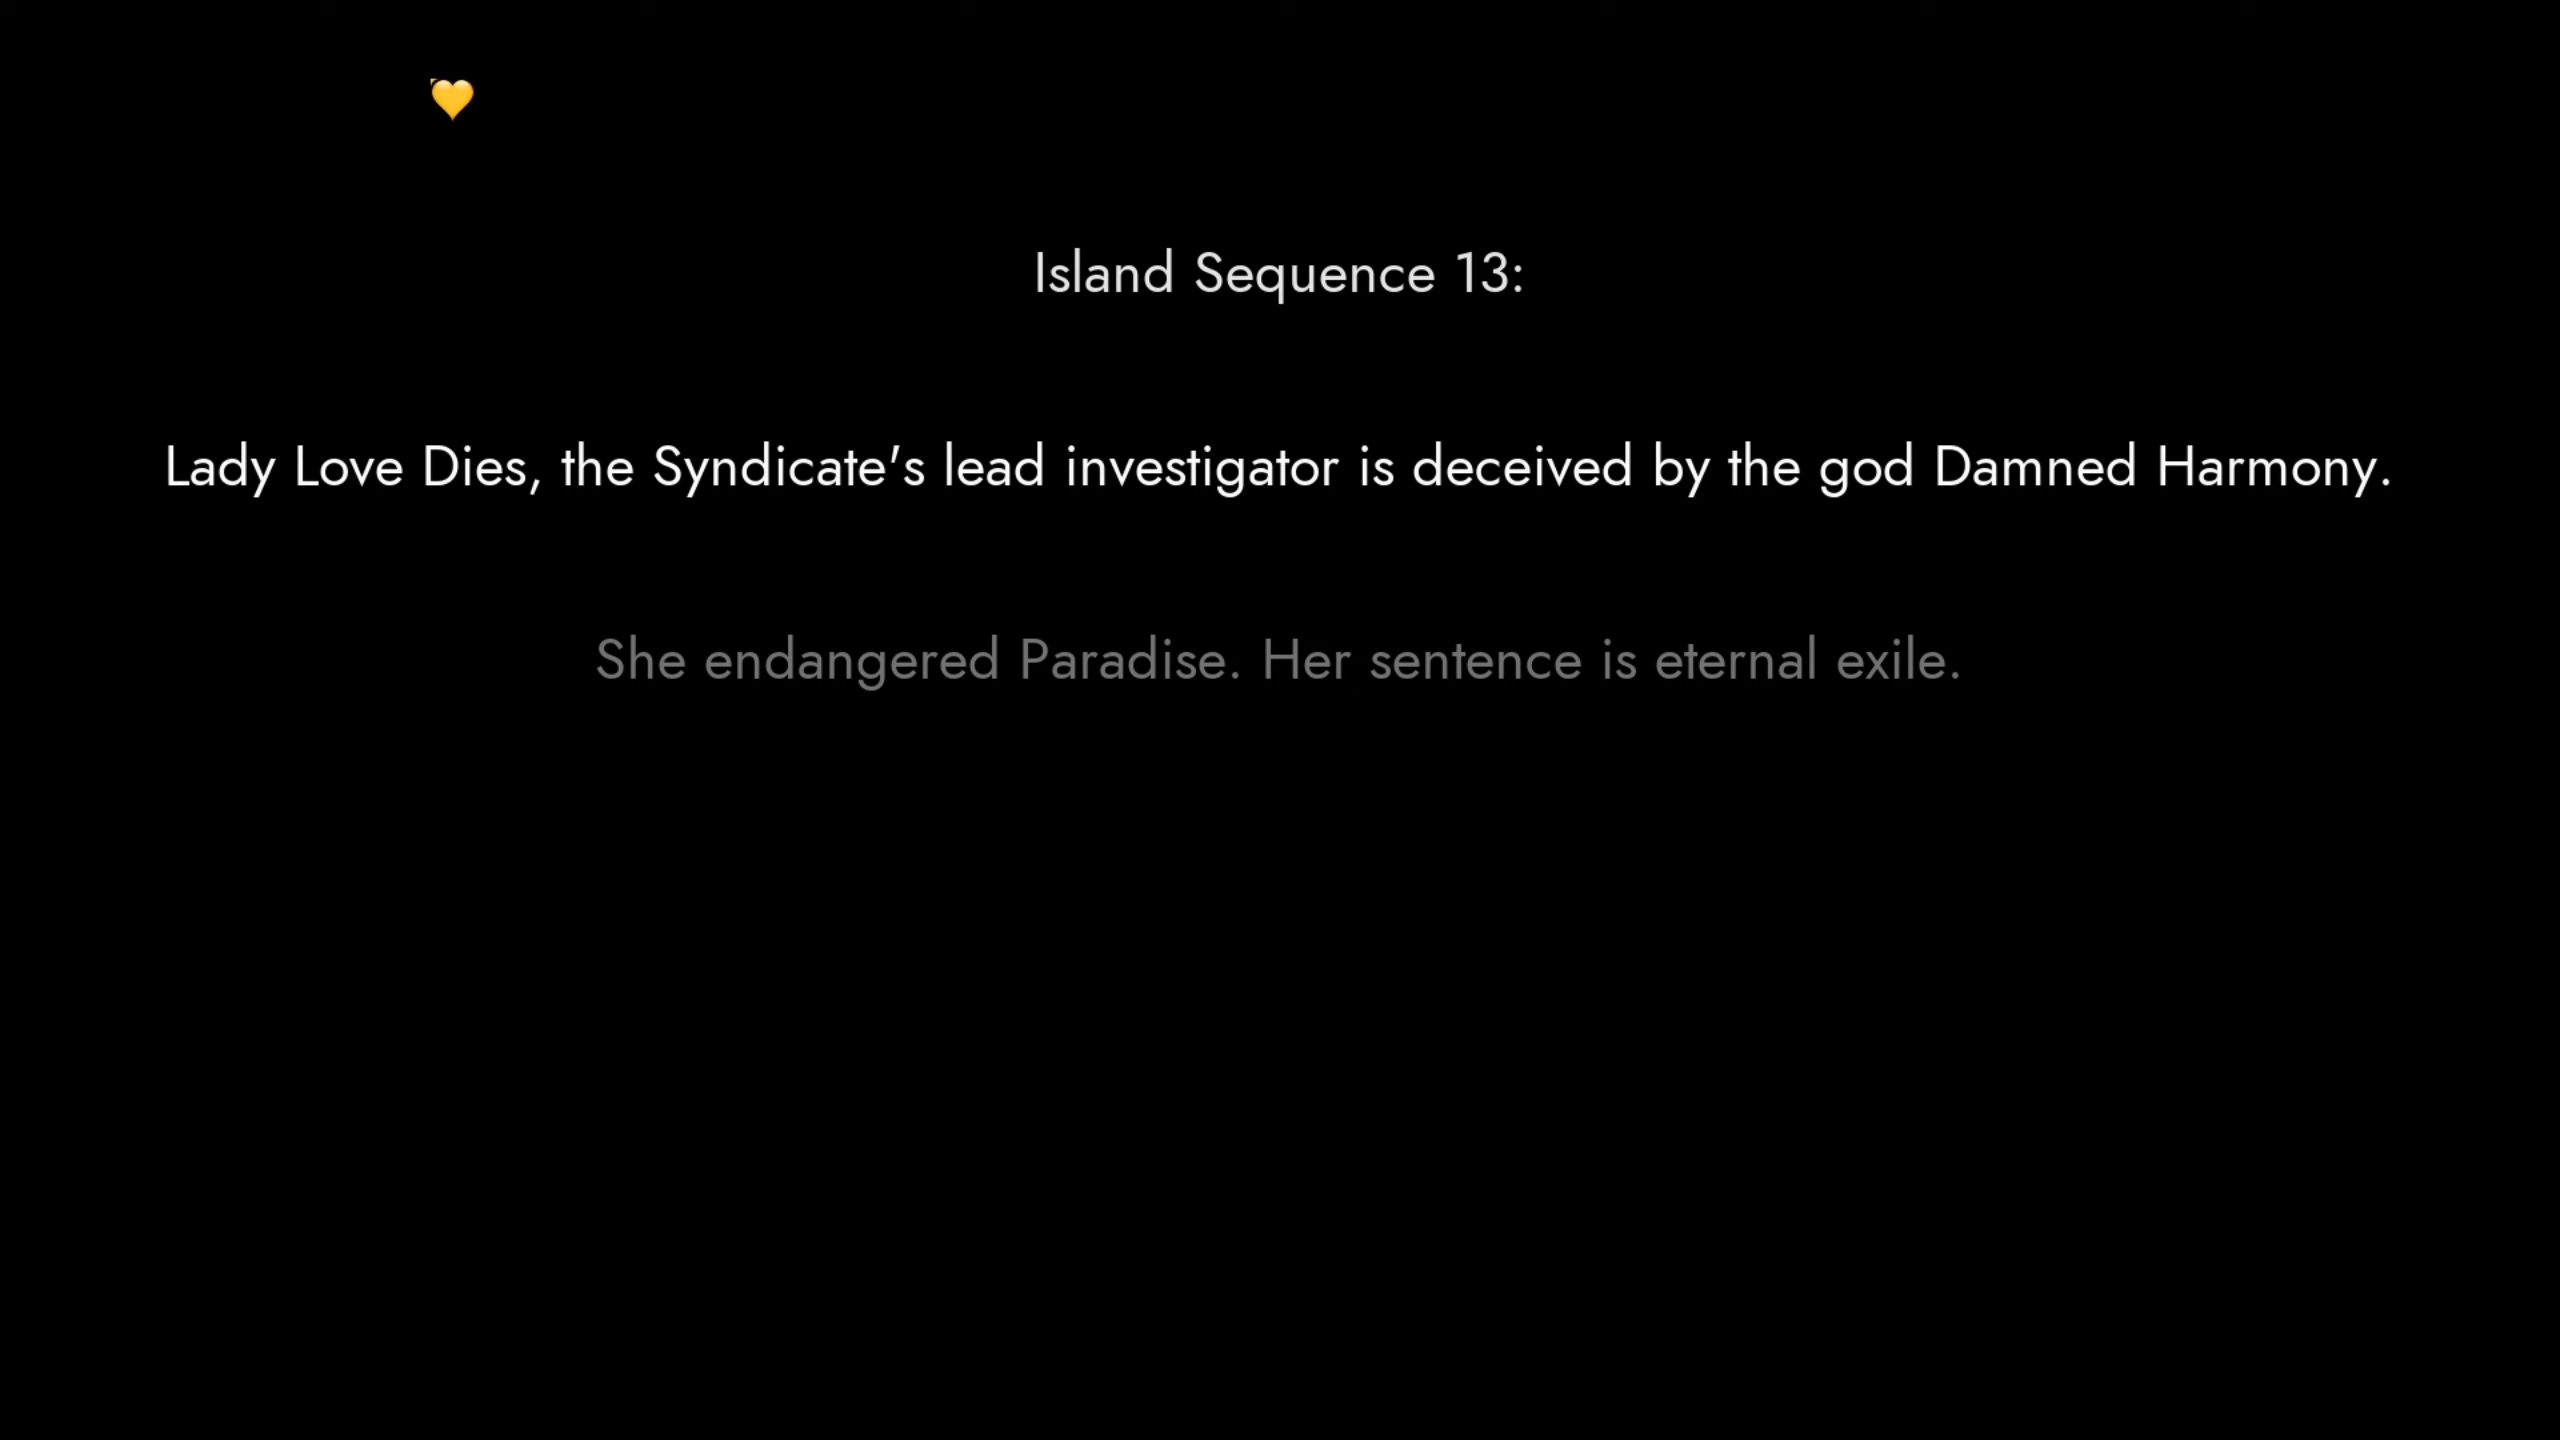 Island Sequence 13:
Lady Love Dies, the Syndicate's lead investigator is deceived by the god Damned Harmony.
She endangered Paradise. Her sentence is eternal exile.